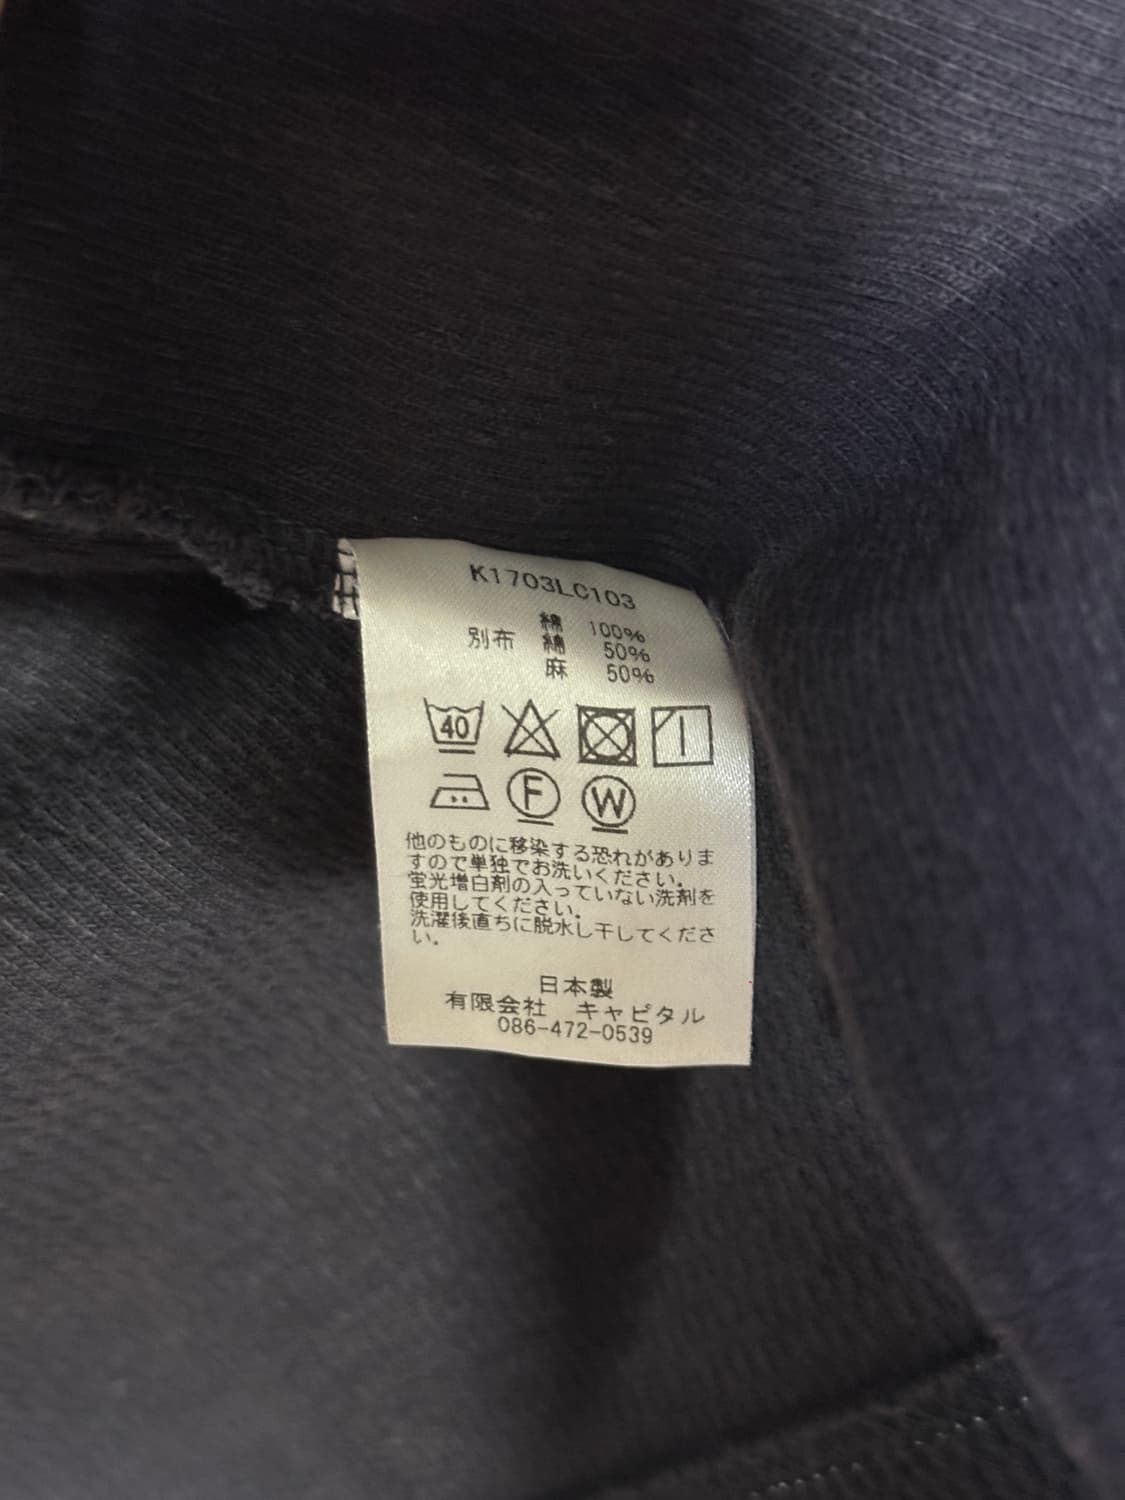 K1703LC103
綿 100%
別布 綿 50%
麻 50%
40
F W
他のものに移染する恐れがありま
すので単独でお洗いください。
蛍光増白剤の入っていない洗剤を
使用してください。
洗濯後直ちに脱水し干してくださ
い。
日本製
有限会社 キャピタル
086-472-0539